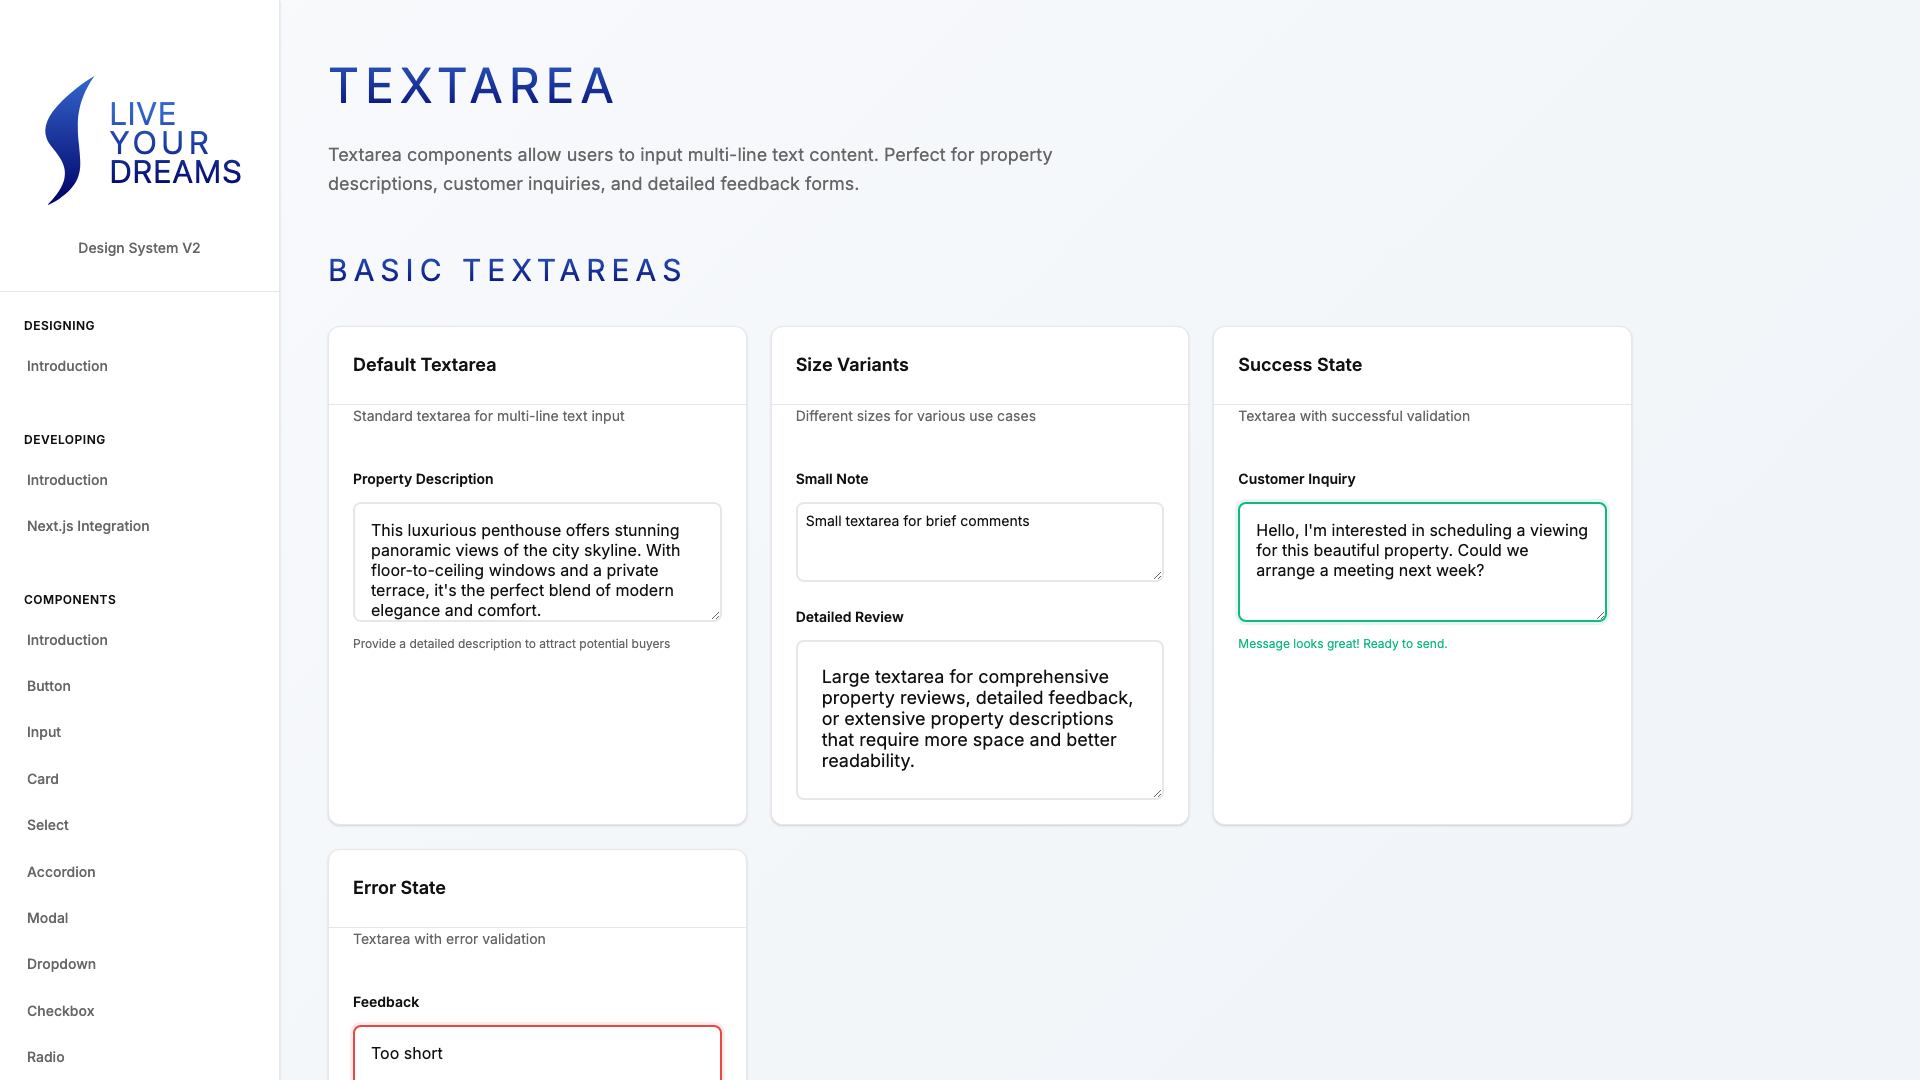 LIVE
YOUR
DREAMS
Design System V2
DESIGNING
Introduction
DEVELOPING
Introduction
Next.js Integration
COMPONENTS
Introduction
Button
Input
Card
Select
Accordion
Modal
Dropdown
Checkbox
Radio
TEXTAREA
Textarea components allow users to input multi-line text content. Perfect for property
descriptions, customer inquiries, and detailed feedback forms.
BASIC TEXTAREAS
Default Textarea
Standard textarea for multi-line text input
Property Description
This luxurious penthouse offers stunning
panoramic views of the city skyline. With
floor-to-ceiling windows and a private
terrace, it's the perfect blend of modern
elegance and comfort.
Provide a detailed description to attract potential buyers
Size Variants
Different sizes for various use cases
Small Note
Small textarea for brief comments
Detailed Review
Large textarea for comprehensive
property reviews, detailed feedback,
or extensive property descriptions
that require more space and better
readability.
Success State
Textarea with successful validation
Customer Inquiry
Hello, I'm interested in scheduling a viewing
for this beautiful property. Could we
arrange a meeting next week?
Message looks great! Ready to send.
Error State
Textarea with error validation
Feedback
Too short